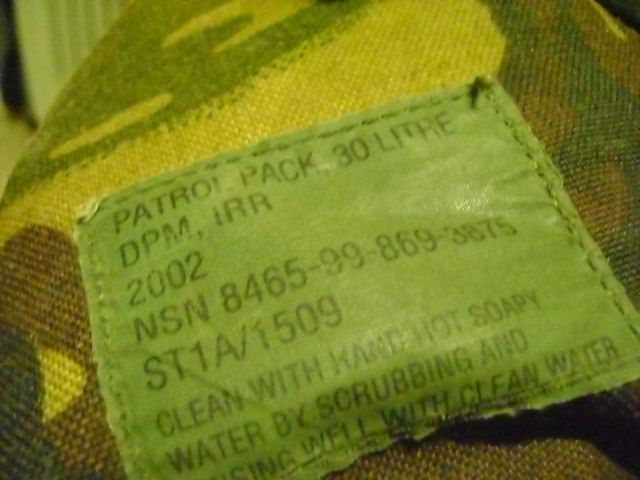 PATROL PACK, 30 LITRE
DPM, IRR
2002
NSN 8465-99-869-3875
ST1A/1509
CLEAN WITH HAND HOT SOAPY
WATER BY SCRUBBING AND
WELL WITH CLEAN WATER